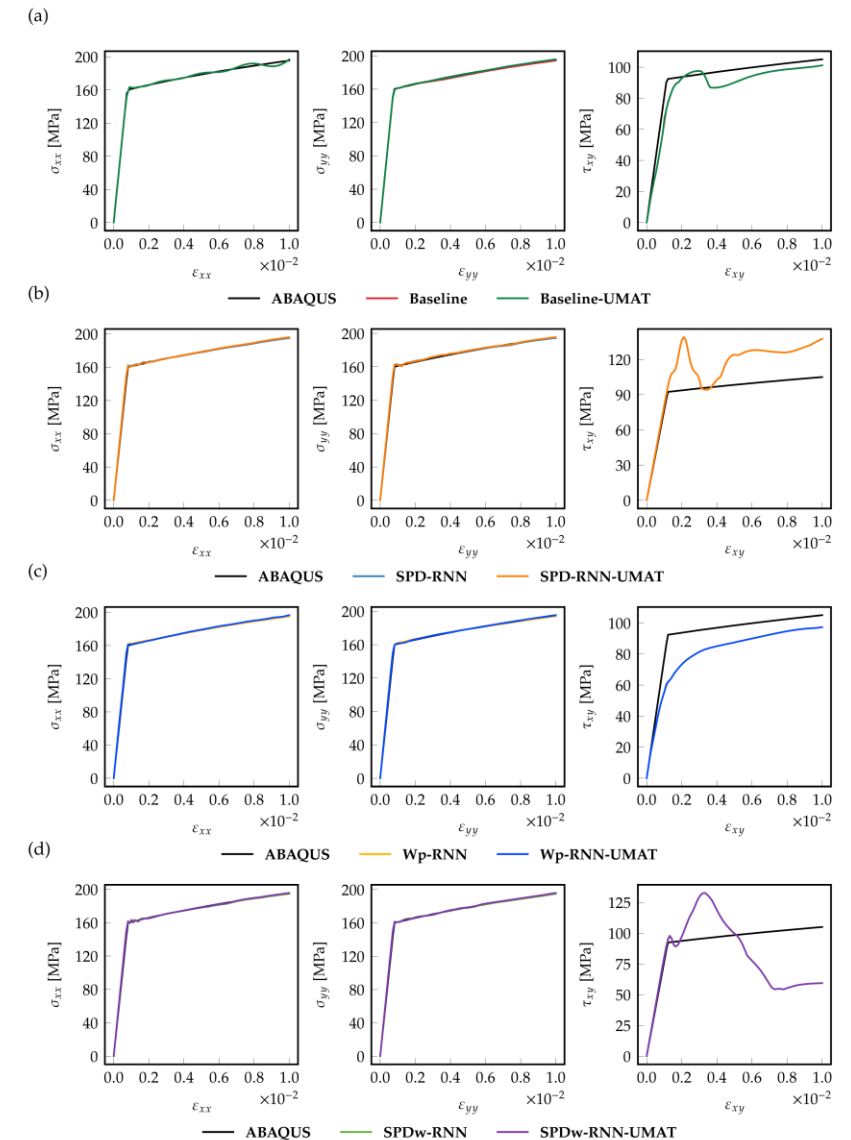 (a)
200
160
120
80
40
0
σxx [MPa]
0.0 0.2 0.4 0.6 0.8 1.0
×10−2
εxx
200
160
120
80
40
0
σyy [MPa]
0.0 0.2 0.4 0.6 0.8 1.0
×10−2
εyy
100
80
60
40
20
0
τxy [MPa]
0.0 0.2 0.4 0.6 0.8 1.0
×10−2
εxy
ABAQUS Baseline Baseline-UMAT
(b)
200
160
120
80
40
0
σxx [MPa]
0.0 0.2 0.4 0.6 0.8 1.0
×10−2
εxx
200
160
120
80
40
0
σyy [MPa]
0.0 0.2 0.4 0.6 0.8 1.0
×10−2
εyy
120
90
60
30
0
τxy [MPa]
0.0 0.2 0.4 0.6 0.8 1.0
×10−2
εxy
ABAQUS SPD-RNN SPD-RNN-UMAT
(c)
200
160
120
80
40
0
σxx [MPa]
0.0 0.2 0.4 0.6 0.8 1.0
×10−2
εxx
200
160
120
80
40
0
σyy [MPa]
0.0 0.2 0.4 0.6 0.8 1.0
×10−2
εyy
100
80
60
40
20
0
τxy [MPa]
0.0 0.2 0.4 0.6 0.8 1.0
×10−2
εxy
ABAQUS Wp-RNN Wp-RNN-UMAT
(d)
200
160
120
80
40
0
σxx [MPa]
0.0 0.2 0.4 0.6 0.8 1.0
×10−2
εxx
200
160
120
80
40
0
σyy [MPa]
0.0 0.2 0.4 0.6 0.8 1.0
×10−2
εyy
125
100
75
50
25
0
τxy [MPa]
0.0 0.2 0.4 0.6 0.8 1.0
×10−2
εxy
ABAQUS SPDw-RNN SPDw-RNN-UMAT